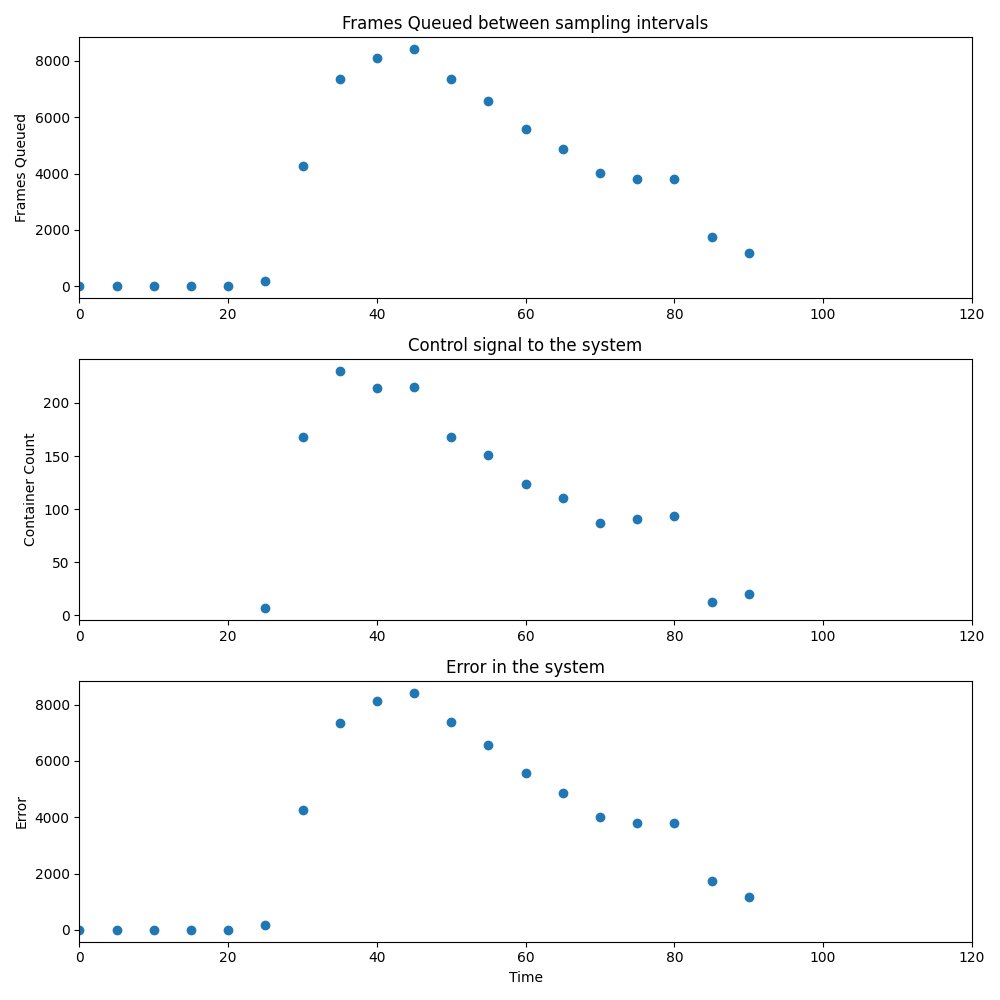 Frames Queued between sampling intervals
Frames Queued
8000
6000
4000
2000
0
0 20 40 60 80 100 120
Control signal to the system
Container Count
200
150
100
50
0
0 20 40 60 80 100 120
Error in the system
Error
8000
6000
4000
2000
0
0 20 40 60 80 100 120
Time